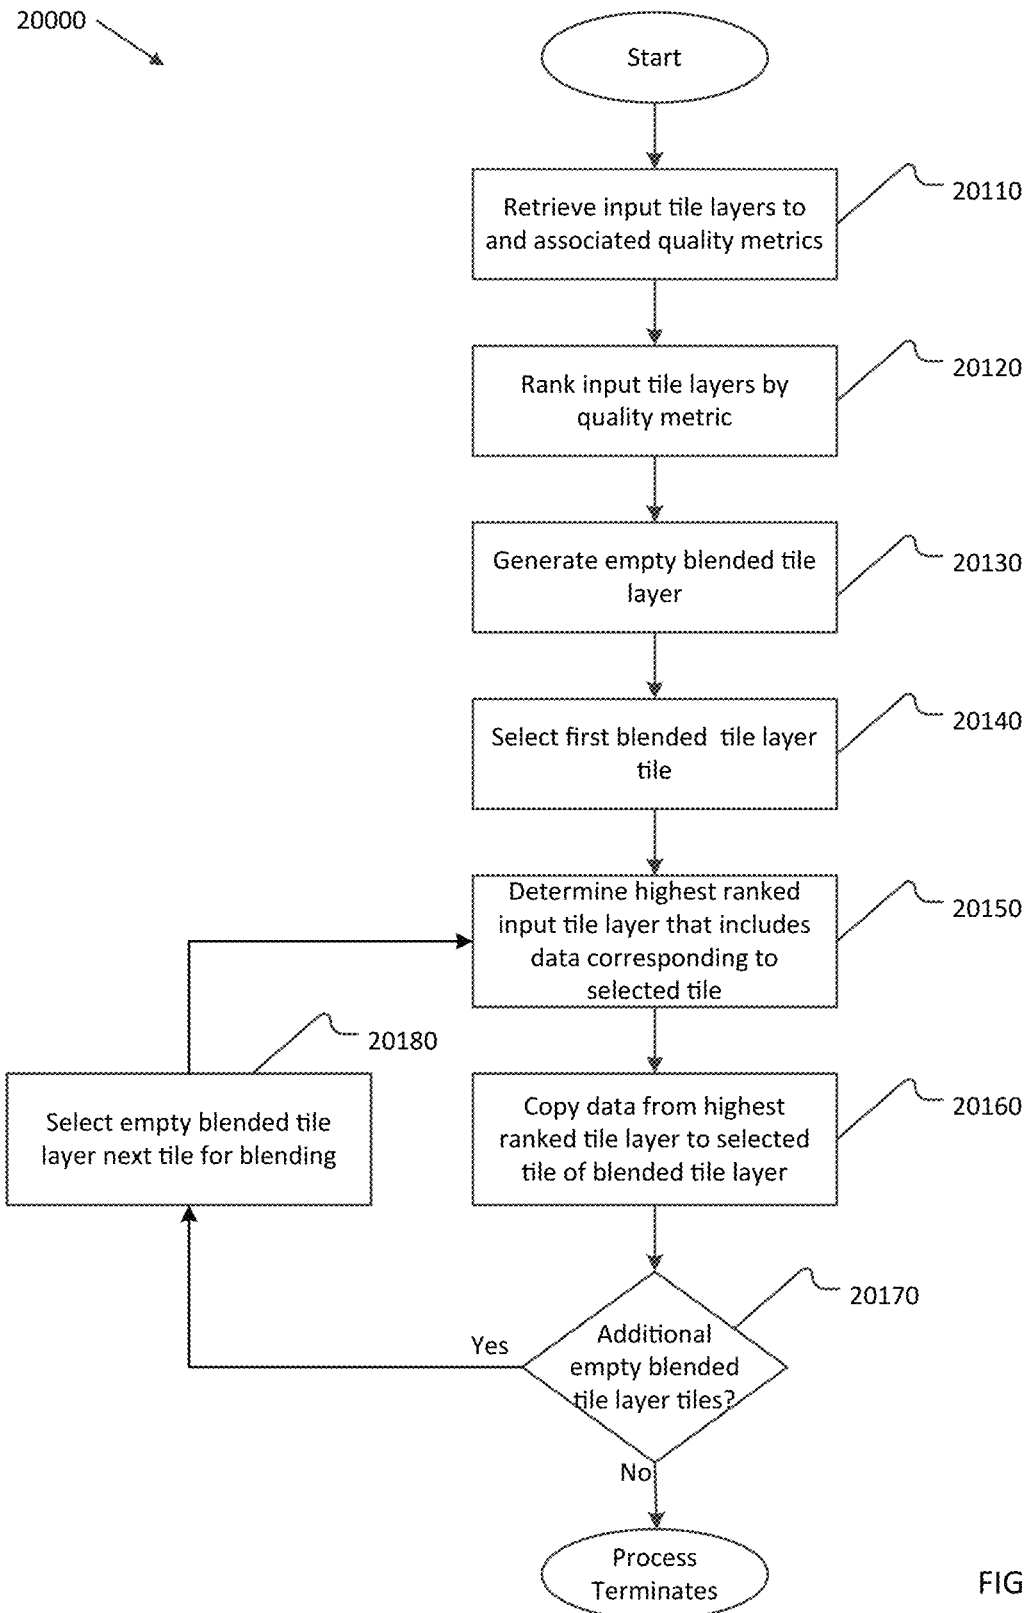 20000
Start
Retrieve input tile layers to
and associated quality metrics
20110
Rank input tile layers by
quality metric
20120
Generate empty blended tile
layer
20130
Select first blended tile layer
tile
20140
Determine highest ranked
input tile layer that includes
data corresponding to
selected tile
20150
Copy data from highest
ranked tile layer to selected
tile of blended tile layer
20160
20180
Select empty blended tile
layer next tile for blending
Additional
empty blended
tile layer tiles?
20170
Yes
No
Process
Terminates
FIG